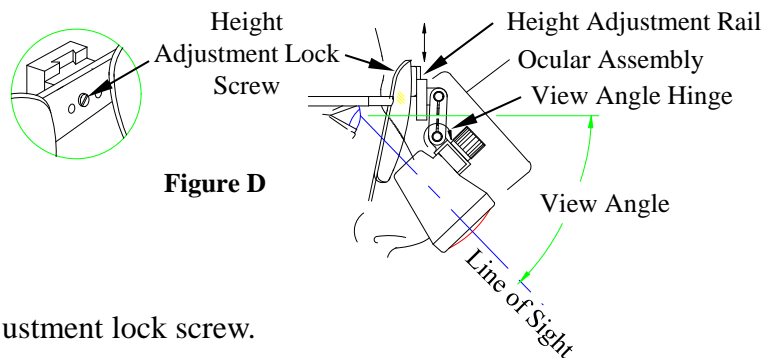 Height
Adjustment Lock
Screw
Height Adjustment Rail
Ocular Assembly
View Angle Hinge
Figure D
View Angle
Line of Sight
ustment lock screw.